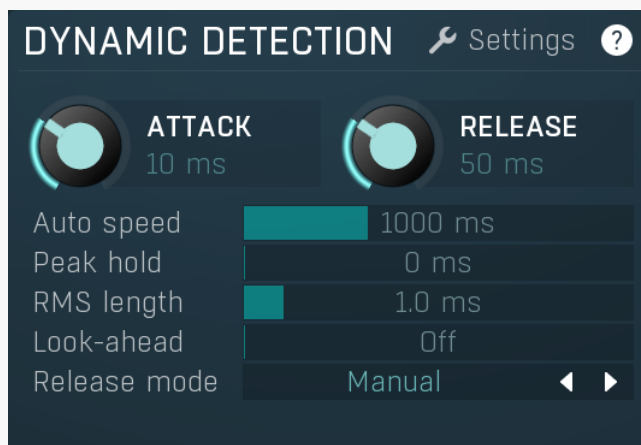 DYNAMIC DETECTION Settings ?
ATTACK RELEASE
10 ms 50 ms
Auto speed 1000 ms
Peak hold 0 ms
RMS length 1.0 ms
Look-ahead Off
Release mode Manual